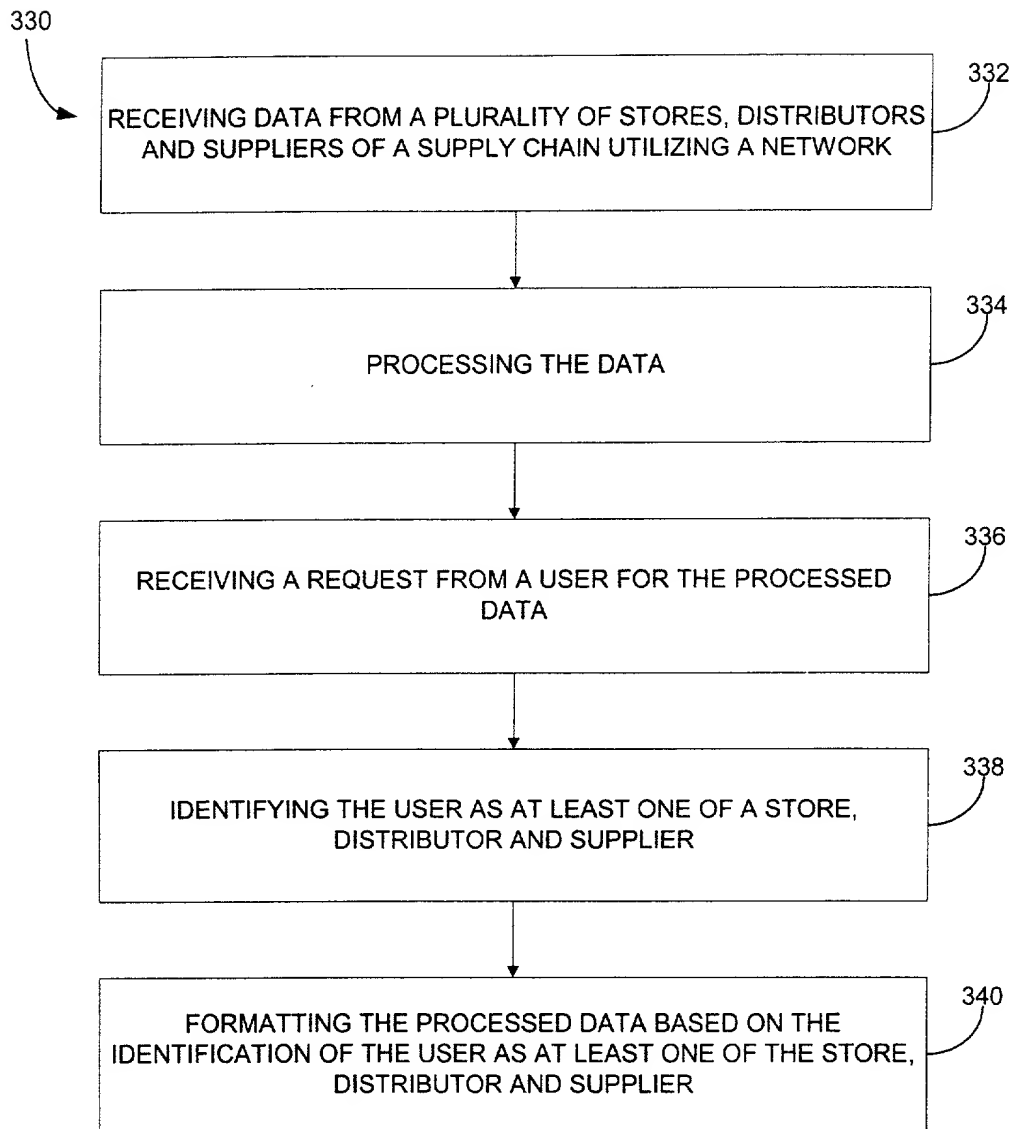 330
332
RECEIVING DATA FROM A PLURALITY OF STORES, DISTRIBUTORS
AND SUPPLIERS OF A SUPPLY CHAIN UTILIZING A NETWORK
334
PROCESSING THE DATA
336
RECEIVING A REQUEST FROM A USER FOR THE PROCESSED
DATA
338
IDENTIFYING THE USER AS AT LEAST ONE OF A STORE,
DISTRIBUTOR AND SUPPLIER
340
FORMATTING THE PROCESSED DATA BASED ON THE
IDENTIFICATION OF THE USER AS AT LEAST ONE OF THE STORE,
DISTRIBUTOR AND SUPPLIER